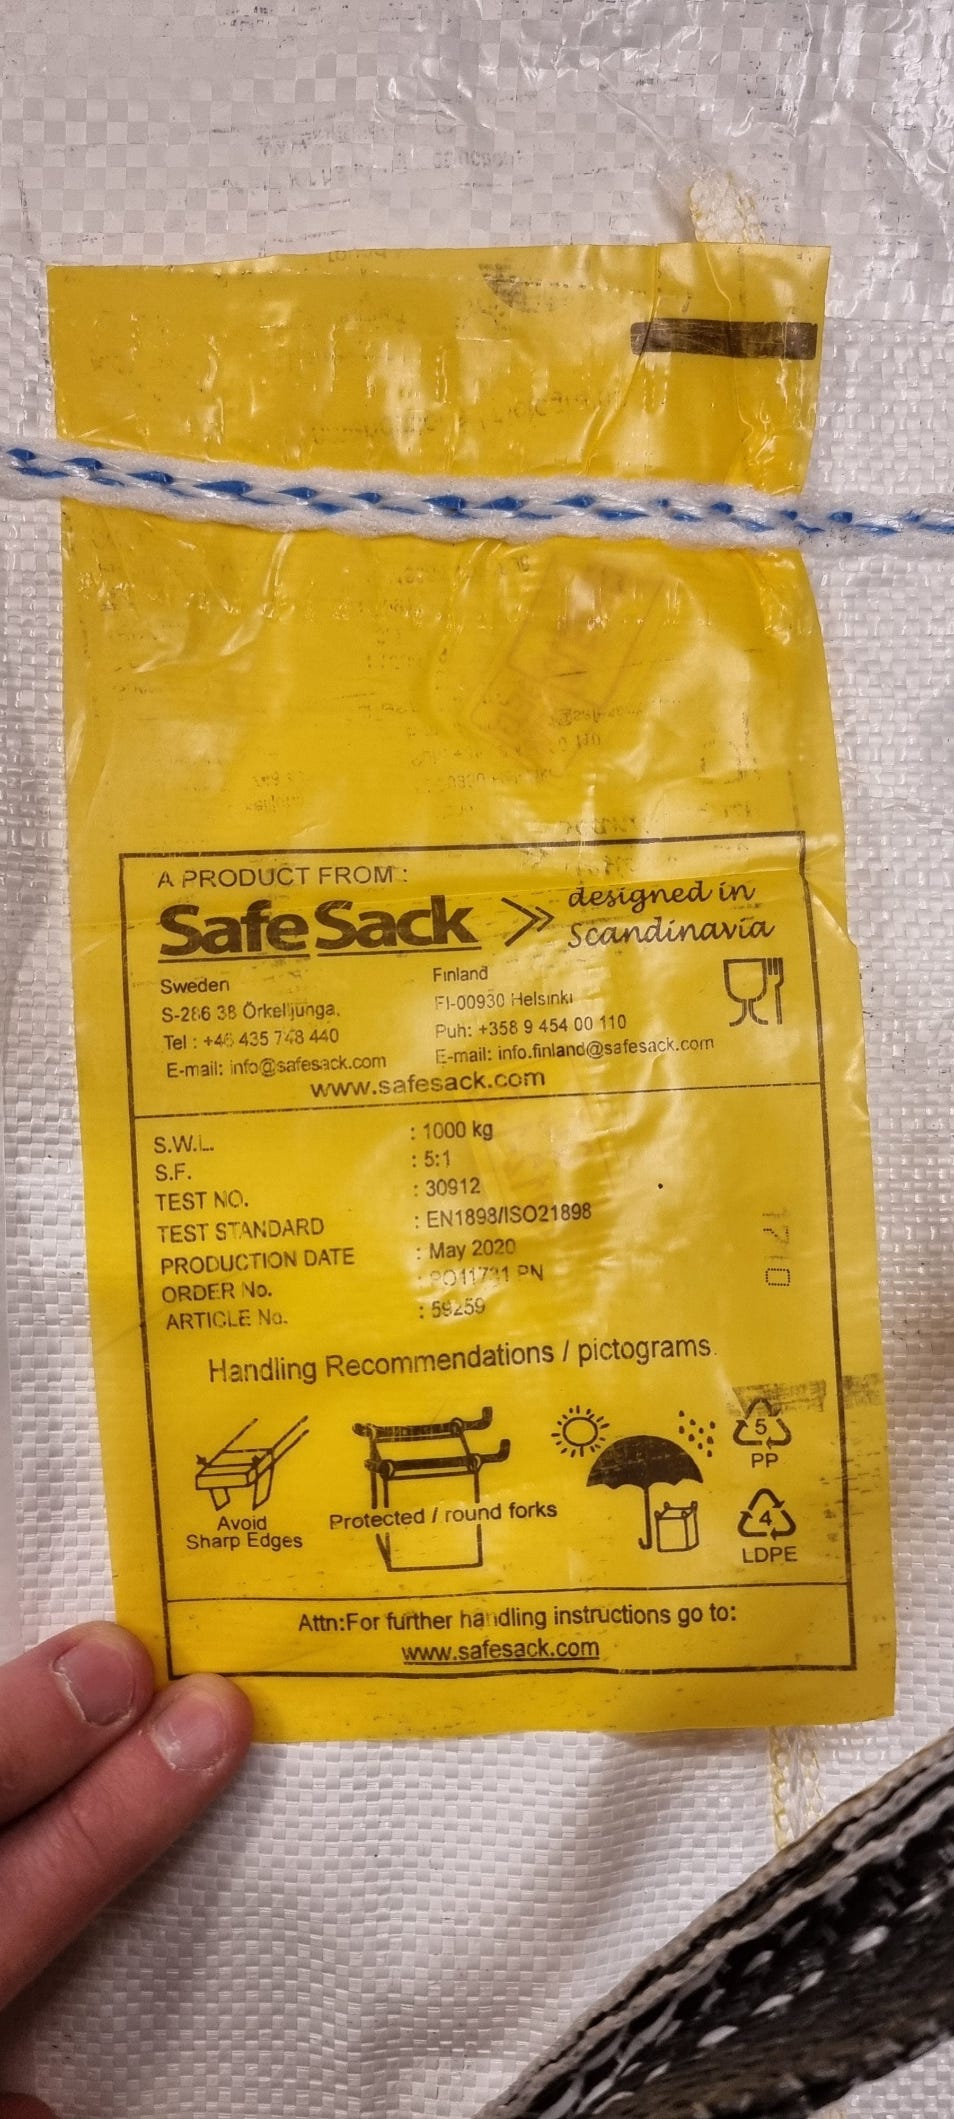 A PRODUCT FROM :
SafeSack >> designed in Scandinavia
Sweden
S-286 38 Örkelljunga.
Tel : +46 435 748 440
E-mail: info@safesack.com
Finland
FI-00930 Helsinki
Puh: +358 9 454 00 110
E-mail: info.finland@safesack.com
www.safesack.com
S.W.L. : 1000 kg
S.F. : 5:1
TEST NO. : 30912
TEST STANDARD : EN1898/ISO21898
PRODUCTION DATE : May 2020
ORDER No. : PO11731 PN
ARTICLE No. : 59259
1710
Handling Recommendations / pictograms.
Avoid
Sharp Edges
Protected / round forks
5
PP
4
LDPE
Attn:For further handling instructions go to:
www.safesack.com